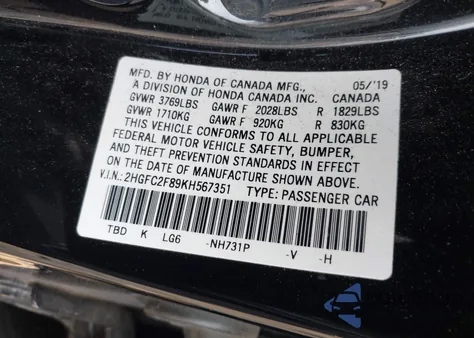 MFD. BY HONDA OF CANADA MFG., 05/'19
A DIVISION OF HONDA CANADA INC. CANADA
GVWR 3769LBS GAWR F 2028LBS R 1829LBS
GVWR 1710KG GAWR F 920KG R 830KG
THIS VEHICLE CONFORMS TO ALL APPLICABLE
FEDERAL MOTOR VEHICLE SAFETY, BUMPER,
AND THEFT PREVENTION STANDARDS IN EFFECT
ON THE DATE OF MANUFACTURE SHOWN ABOVE.
V.I.N.: 2HGFC2F89KH567351 TYPE: PASSENGER CAR
TBD K LG6 -NH731P -V -H